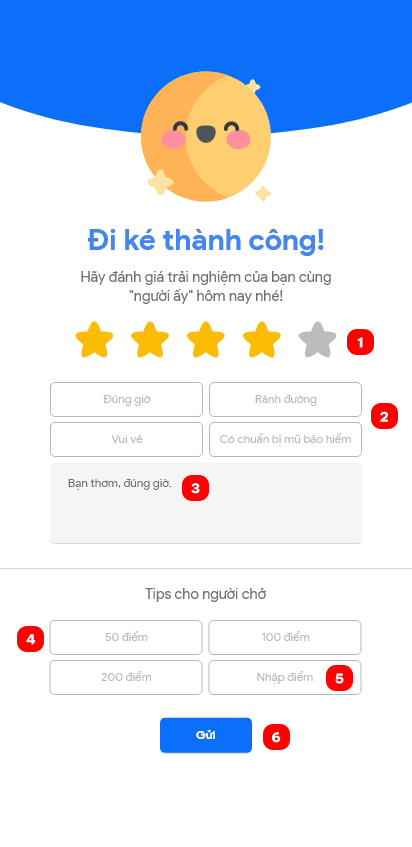 Đi ké thành công!
Hãy đánh giá trải nghiệm của bạn cùng
"người ấy" hôm nay nhé!
1
Đúng giờ
Rành đường
2
Vui vẻ
Có chuẩn bị mũ bảo hiểm
Bạn thơm, đúng giờ.
3
Tips cho người chở
4
50 điểm
100 điểm
200 điểm
Nhập điểm
5
Gửi
6